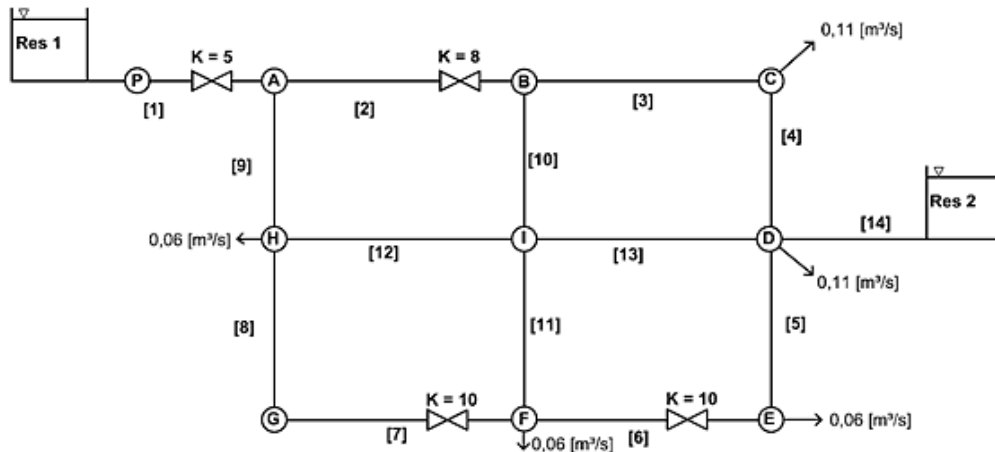 0,11 [m³/s]
Res 1
K = 5
K = 8
P
A
B
C
[1]
[2]
[3]
[4]
[9]
[10]
Res 2
[14]
0,06 [m³/s]
H
I
D
[12]
[13]
0,11 [m³/s]
[8]
[11]
[5]
K = 10
K = 10
G
F
E
0,06 [m³/s]
[7]
0,06 [m³/s]
[6]